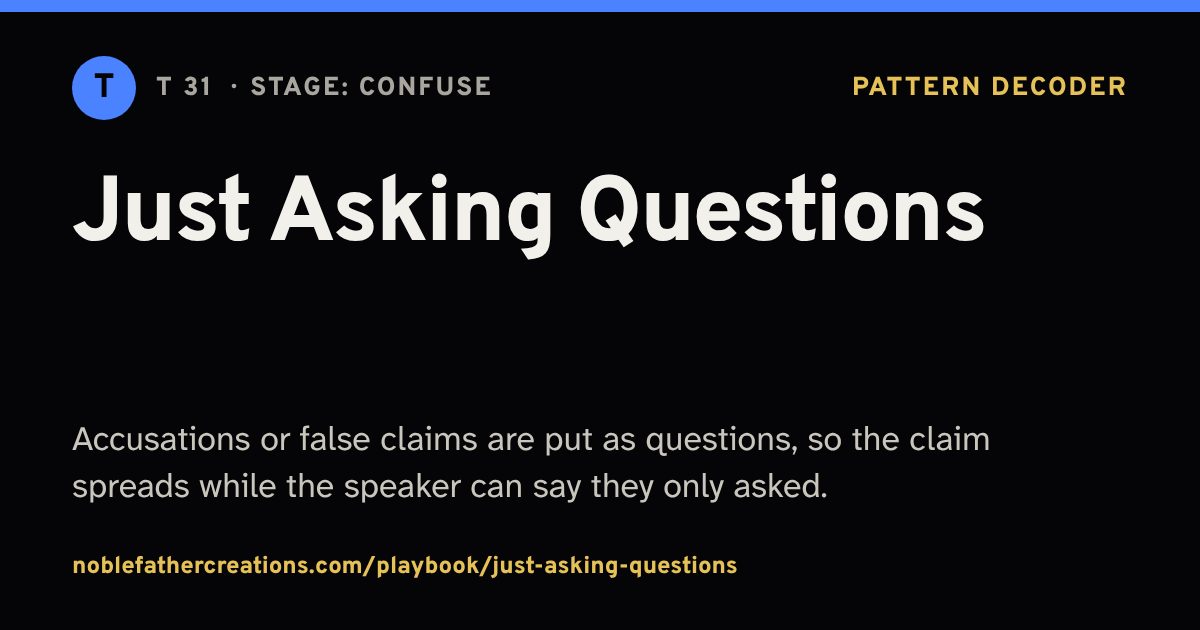 T
T 31 · STAGE: CONFUSE
PATTERN DECODER
Just Asking Questions
Accusations or false claims are put as questions, so the claim
spreads while the speaker can say they only asked.
noblefathercreations.com/playbook/just-asking-questions